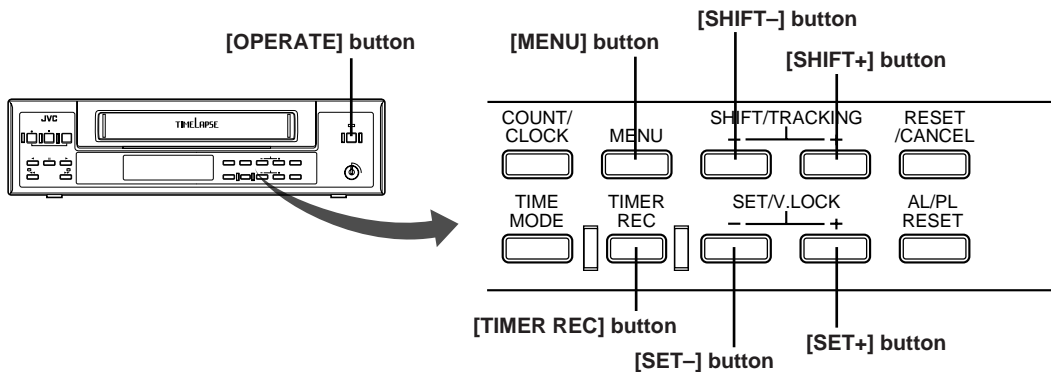 [SHIFT–] button
[OPERATE] button
[MENU] button
[SHIFT+] button
JVC
TIMELAPSE
COUNT/
CLOCK
MENU
SHIFT/TRACKING
– +
RESET
/CANCEL
TIME
MODE
TIMER
REC
SET/V.LOCK
– +
AL/PL
RESET
[TIMER REC] button
[SET–] button
[SET+] button